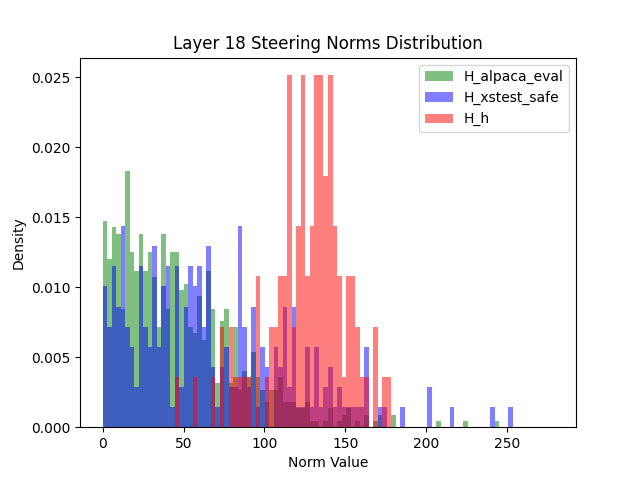 Layer 18 Steering Norms Distribution
H_alpaca_eval
H_xstest_safe
H_h
0.025
0.020
0.015
0.010
0.005
0.000
Density
0 50 100 150 200 250
Norm Value